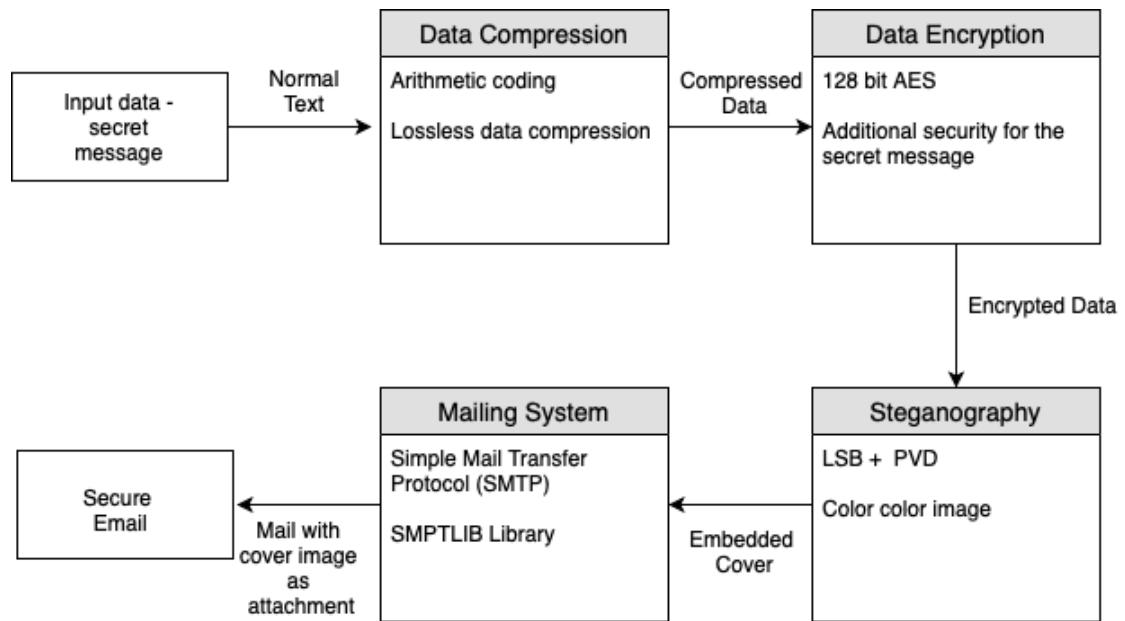 Input data -
secret
message
Normal
Text
Data Compression
Arithmetic coding
Lossless data compression
Compressed
Data
Data Encryption
128 bit AES
Additional security for the
secret message
Encrypted Data
Steganography
LSB + PVD
Color color image
Embedded
Cover
Mailing System
Simple Mail Transfer
Protocol (SMTP)
SMPTLIB Library
Mail with
cover image
as
attachment
Secure
Email